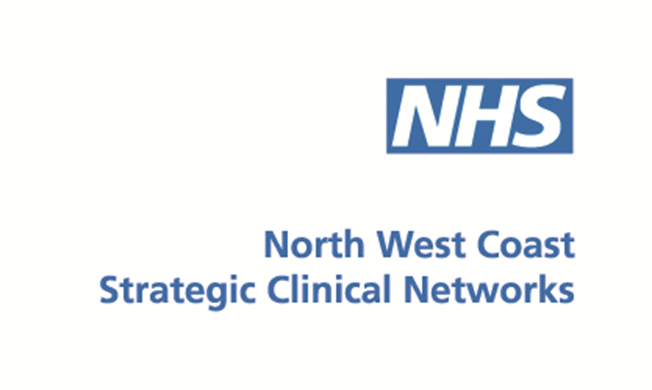 NHS
North West Coast
Strategic Clinical Networks